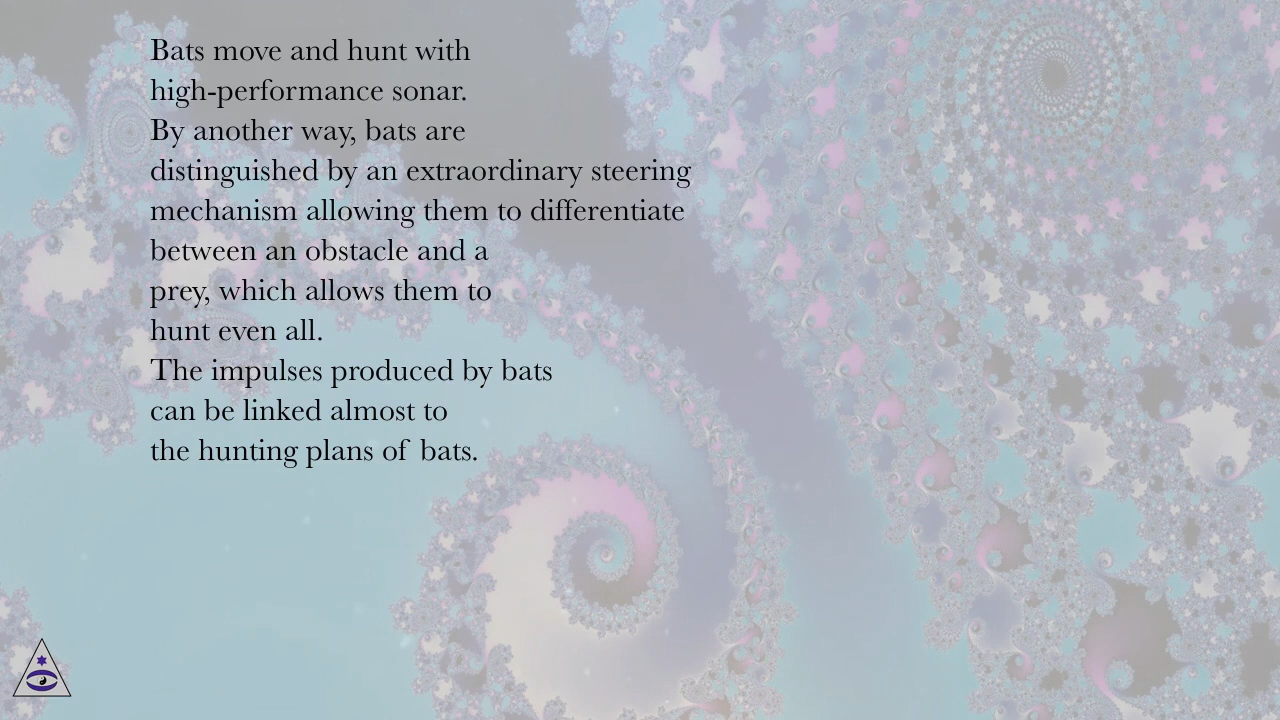 Bats move and hunt with
high-performance sonar.
By another way, bats are
distinguished by an extraordinary steering
mechanism allowing them to differentiate
between an obstacle and a
prey, which allows them to
hunt even all.
The impulses produced by bats
can be linked almost to
the hunting plans of bats.